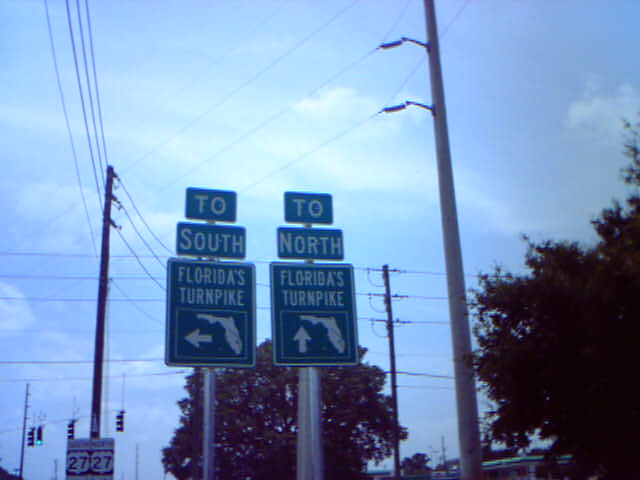 TO
SOUTH
FLORIDA'S
TURNPIKE
TO
NORTH
FLORIDA'S
TURNPIKE
27 27